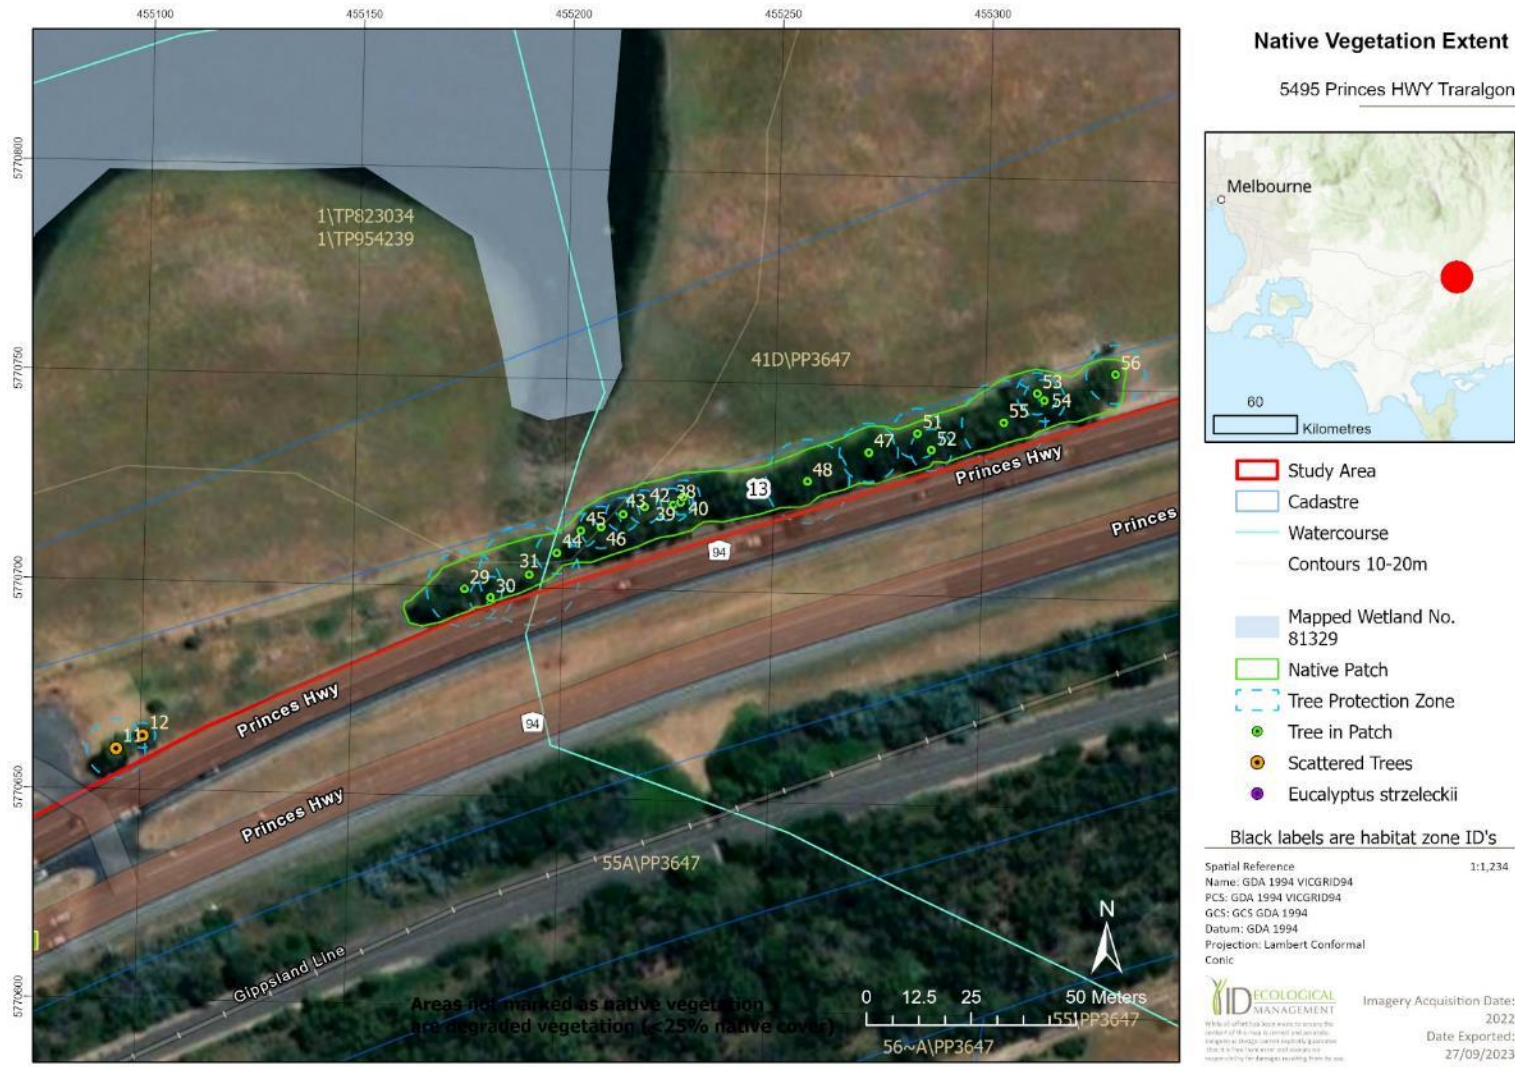 455100
455150
455200
455250
455300
5770800
5770750
5770700
5770650
5770600
1\TP823034
1\TP954239
41D\PP3647
56
53
54
55
51
52
47
48
13
42
38
43
39
40
45
44
46
31
29
30
12
11
Princes Hwy
Princes
94
94
Princes Hwy
Princes Hwy
55A\PP3647
Gippsland Line
Areas not marked as native vegetation
are degraded vegetation (<25% native cover)
N
0 12.5 25 50 Meters
55\PP3647
56~A\PP3647
Native Vegetation Extent
5495 Princes HWY Traralgon
Melbourne
60
Kilometres
Study Area
Cadastre
Watercourse
Contours 10-20m
Mapped Wetland No.
81329
Native Patch
Tree Protection Zone
Tree in Patch
Scattered Trees
Eucalyptus strzeleckii
Black labels are habitat zone ID's
Spatial Reference 1:1,234
Name: GDA 1994 VICGRID94
PCS: GDA 1994 VICGRID94
GCS: GCS GDA 1994
Datum: GDA 1994
Projection: Lambert Conformal
Conic
ID ECOLOGICAL
MANAGEMENT
Imagery Acquisition Date:
2022
Date Exported:
27/09/2023